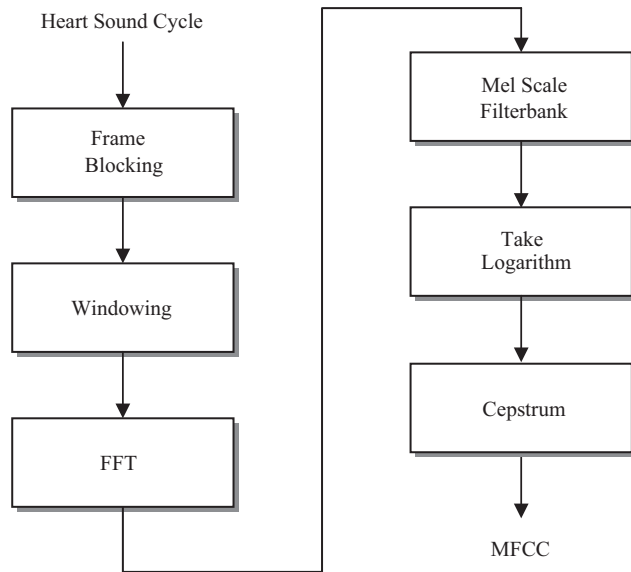 Heart Sound Cycle
Frame
Blocking
Windowing
FFT
Mel Scale
Filterbank
Take
Logarithm
Cepstrum
MFCC